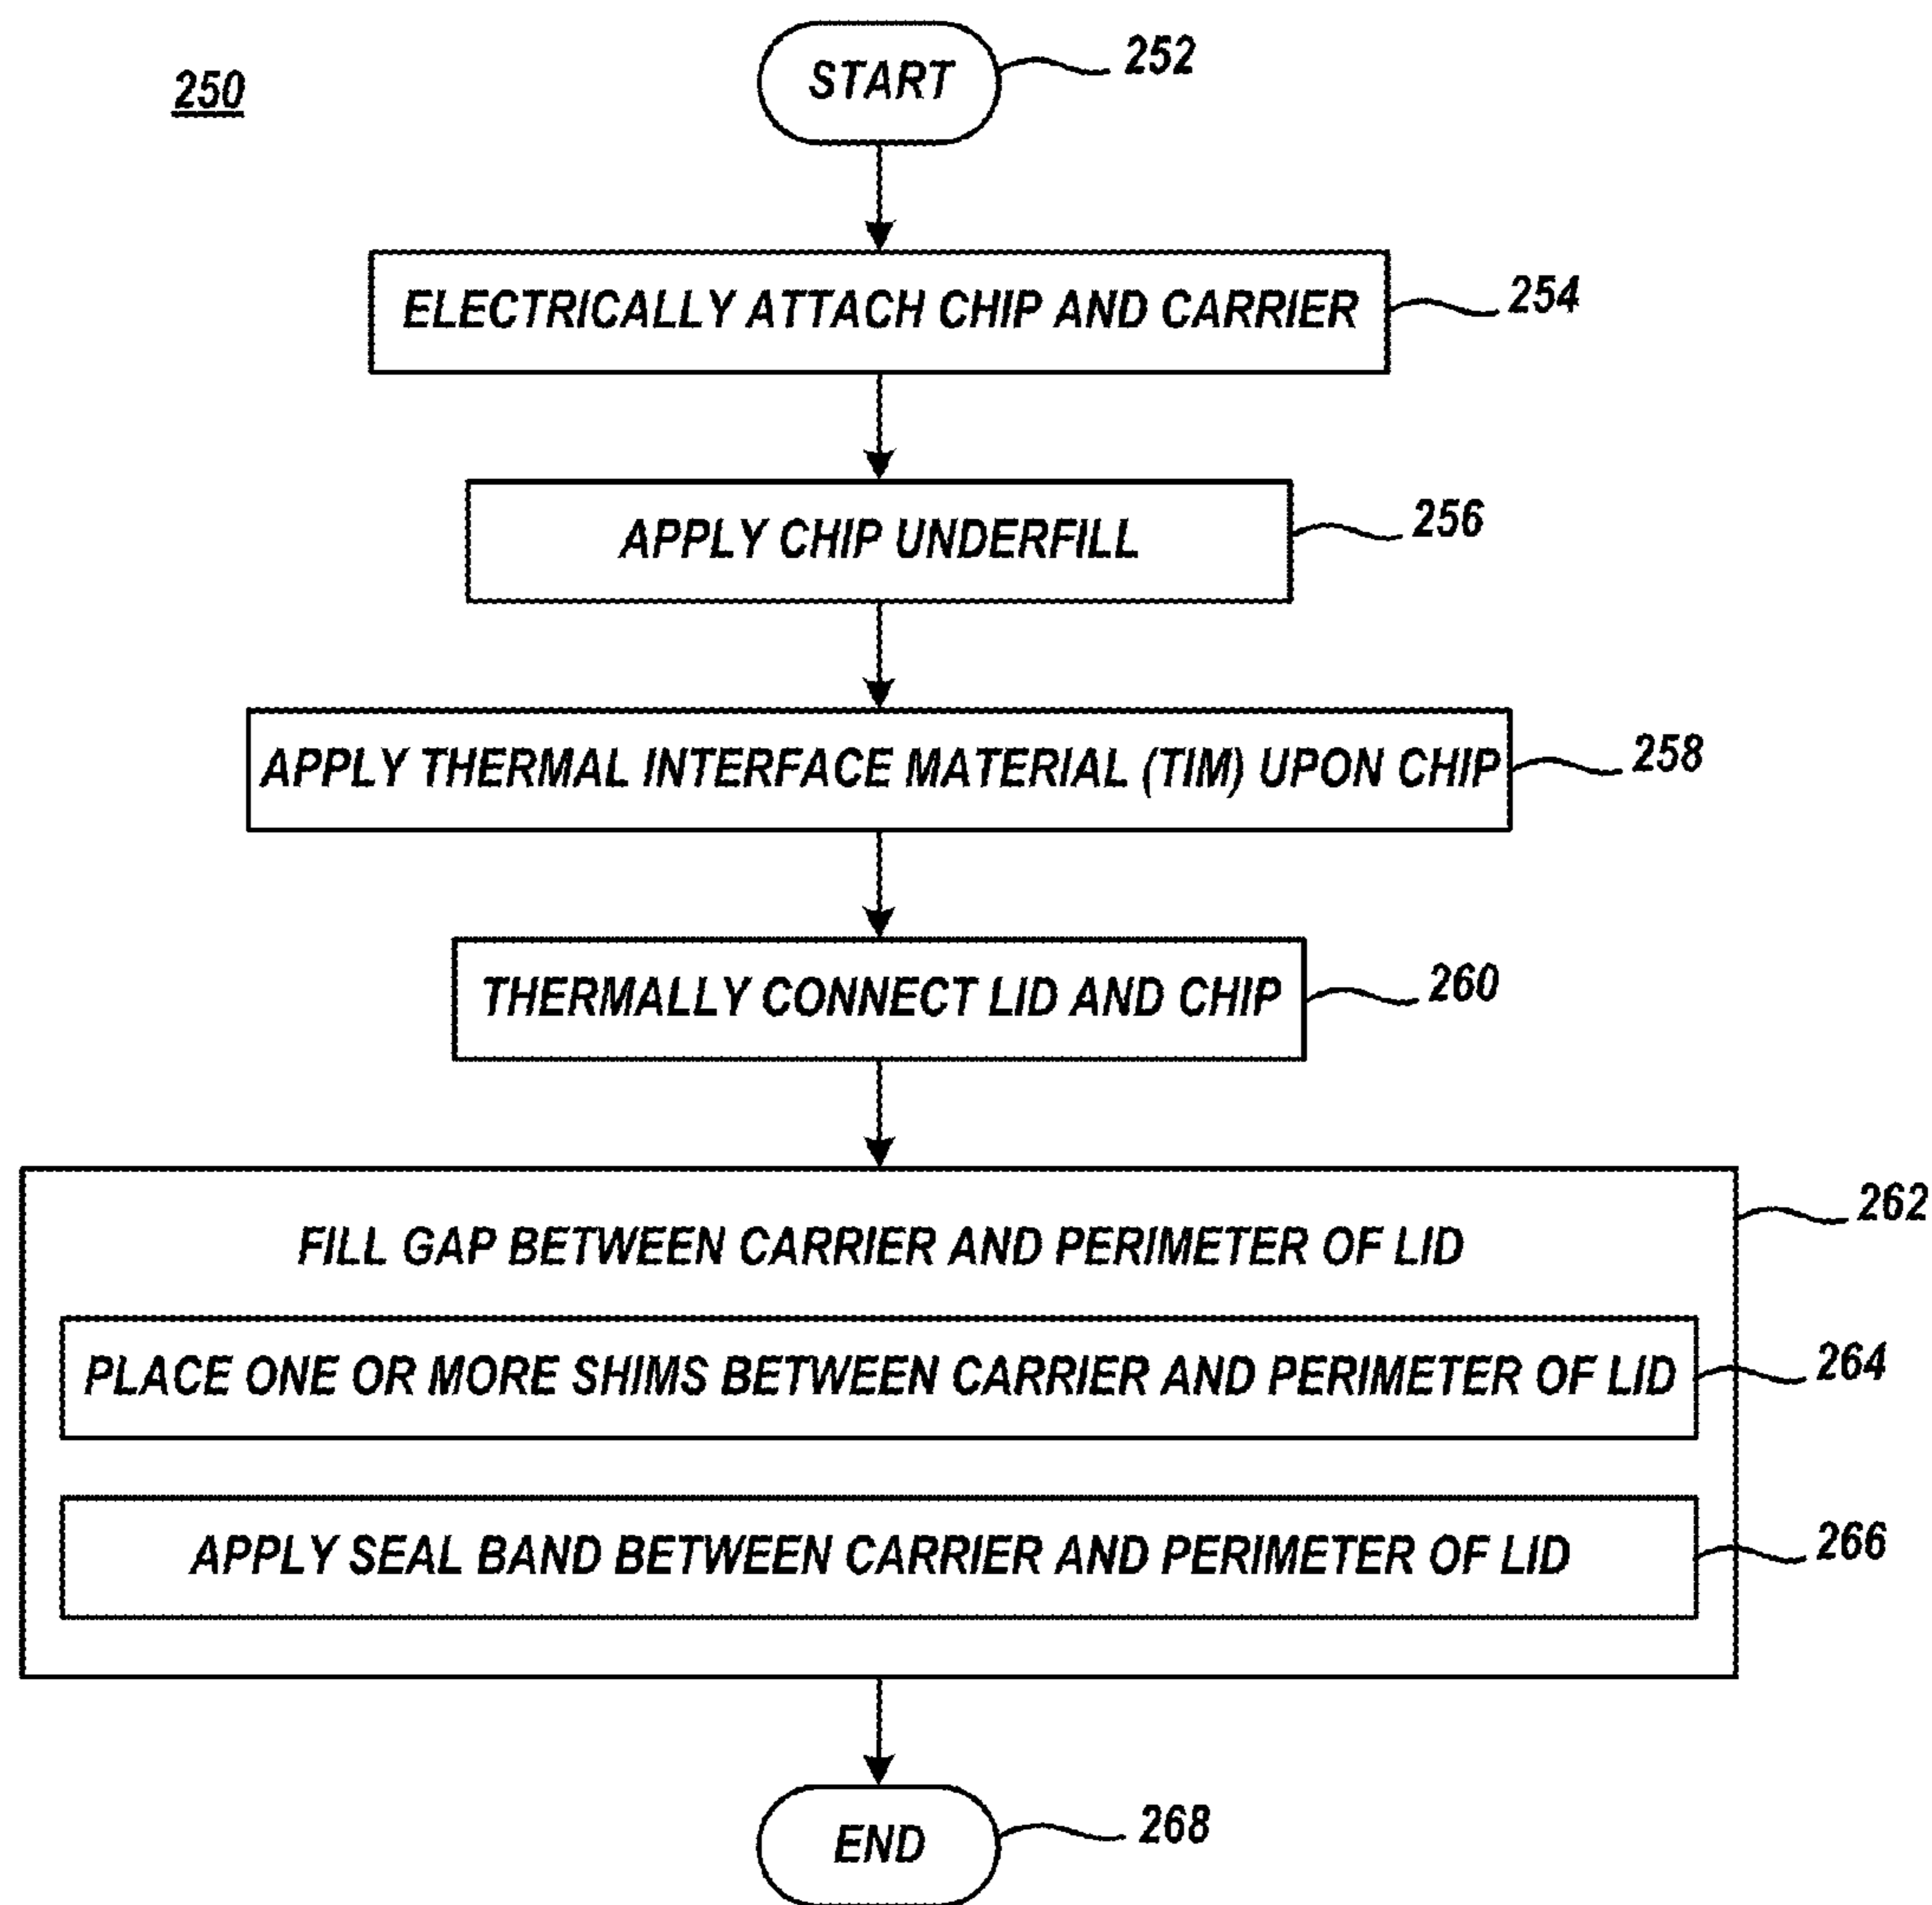 250
START
252
ELECTRICALLY ATTACH CHIP AND CARRIER
254
APPLY CHIP UNDERFILL
256
APPLY THERMAL INTERFACE MATERIAL (TIM) UPON CHIP
258
THERMALLY CONNECT LID AND CHIP
260
FILL GAP BETWEEN CARRIER AND PERIMETER OF LID
262
PLACE ONE OR MORE SHIMS BETWEEN CARRIER AND PERIMETER OF LID
264
APPLY SEAL BAND BETWEEN CARRIER AND PERIMETER OF LID
266
END
268